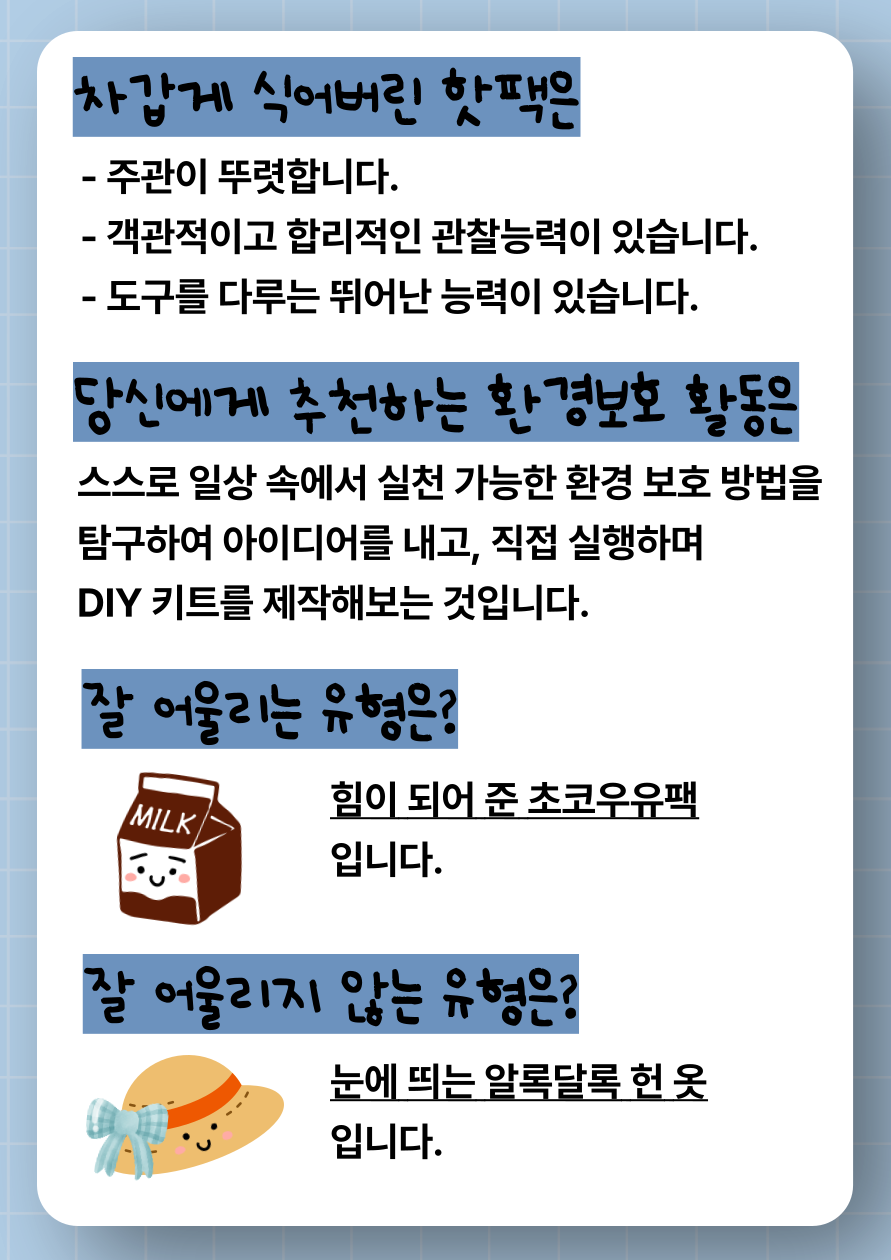 차갑게 식어버린 핫팩은
- 주관이 뚜렷합니다.
- 객관적이고 합리적인 관찰능력이 있습니다.
- 도구를 다루는 뛰어난 능력이 있습니다.
당신에게 추천하는 환경보호 활동은
스스로 일상 속에서 실천 가능한 환경 보호 방법을
탐구하여 아이디어를 내고, 직접 실행하며
DIY 키트를 제작해보는 것입니다.
잘 어울리는 유형은?
MILK
힘이 되어 준 초코우유팩
입니다.
잘 어울리지 않는 유형은?
눈에 띄는 알록달록 헌 옷
입니다.